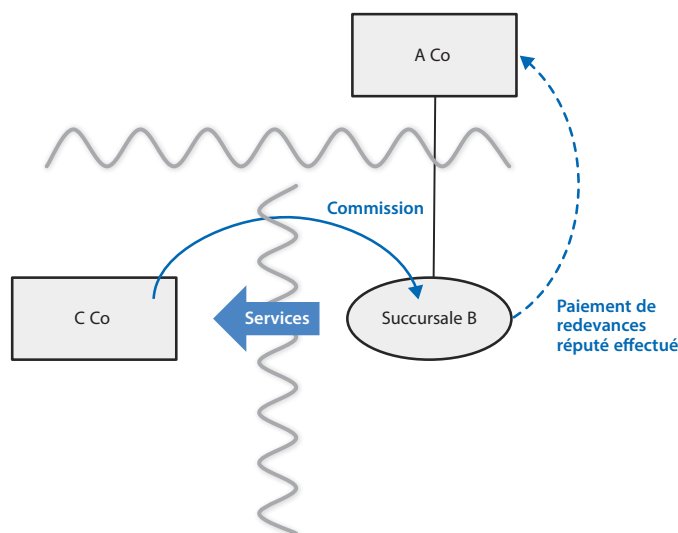 A Co
Commission
C Co
Services
Succursale B
Paiement de
redevances
réputé effectué